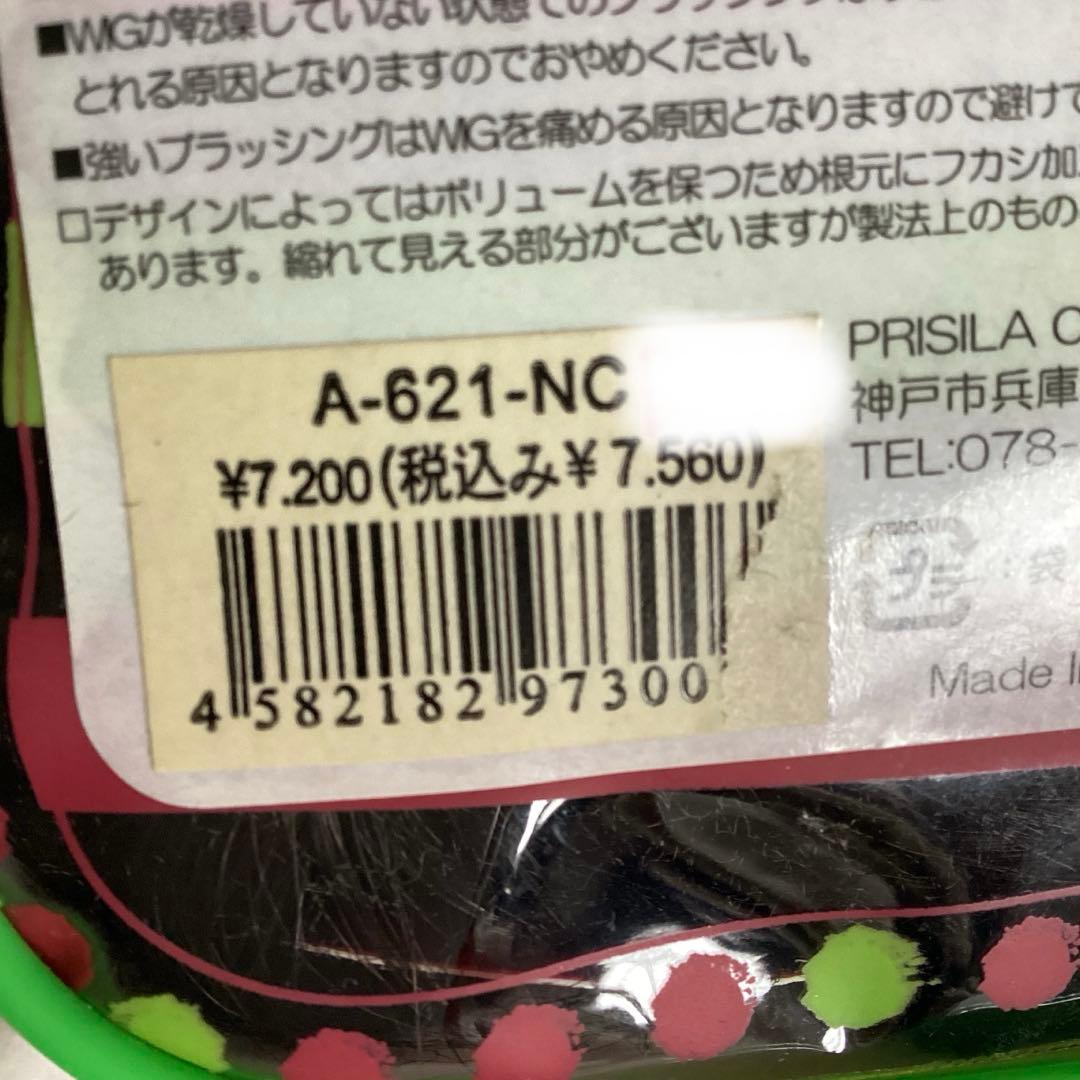 ■WIGが乾燥していない状態でのブラッシングは
とれる原因となりますのでおやめください。
■強いブラッシングはWIGを痛める原因となりますので避けて
□デザインによってはボリュームを保つため根元にフカシ加
あります。縮れて見える部分がございますが製法上のもの
A-621-NC
¥7.200(税込み¥7.560)
4 582182 97300
PRISILA C
神戸市兵庫
TEL:078-
プラ
:袋
Made I